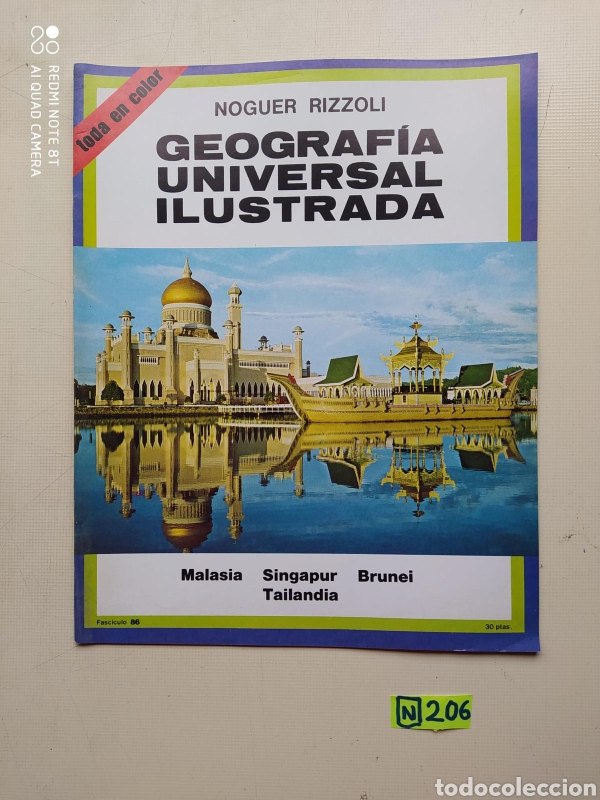 REDMI NOTE 8T
AI QUAD CAMERA
toda en color
NOGUER RIZZOLI
GEOGRAFÍA
UNIVERSAL
ILUSTRADA
Malasia Singapur Brunei
Tailandia
Fascículo 86
30 ptas.
N 206
todocoleccion